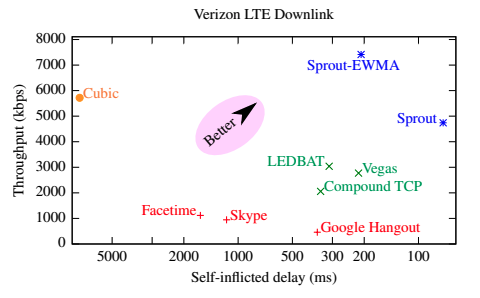 Verizon LTE Downlink
Throughput (kbps)
8000
7000
6000
5000
4000
3000
2000
1000
0
Sprout-EWMA
Cubic
Sprout
Better
LEDBAT
Vegas
Compound TCP
Facetime
Skype
Google Hangout
5000
2000
1000
500
300
200
100
Self-inflicted delay (ms)